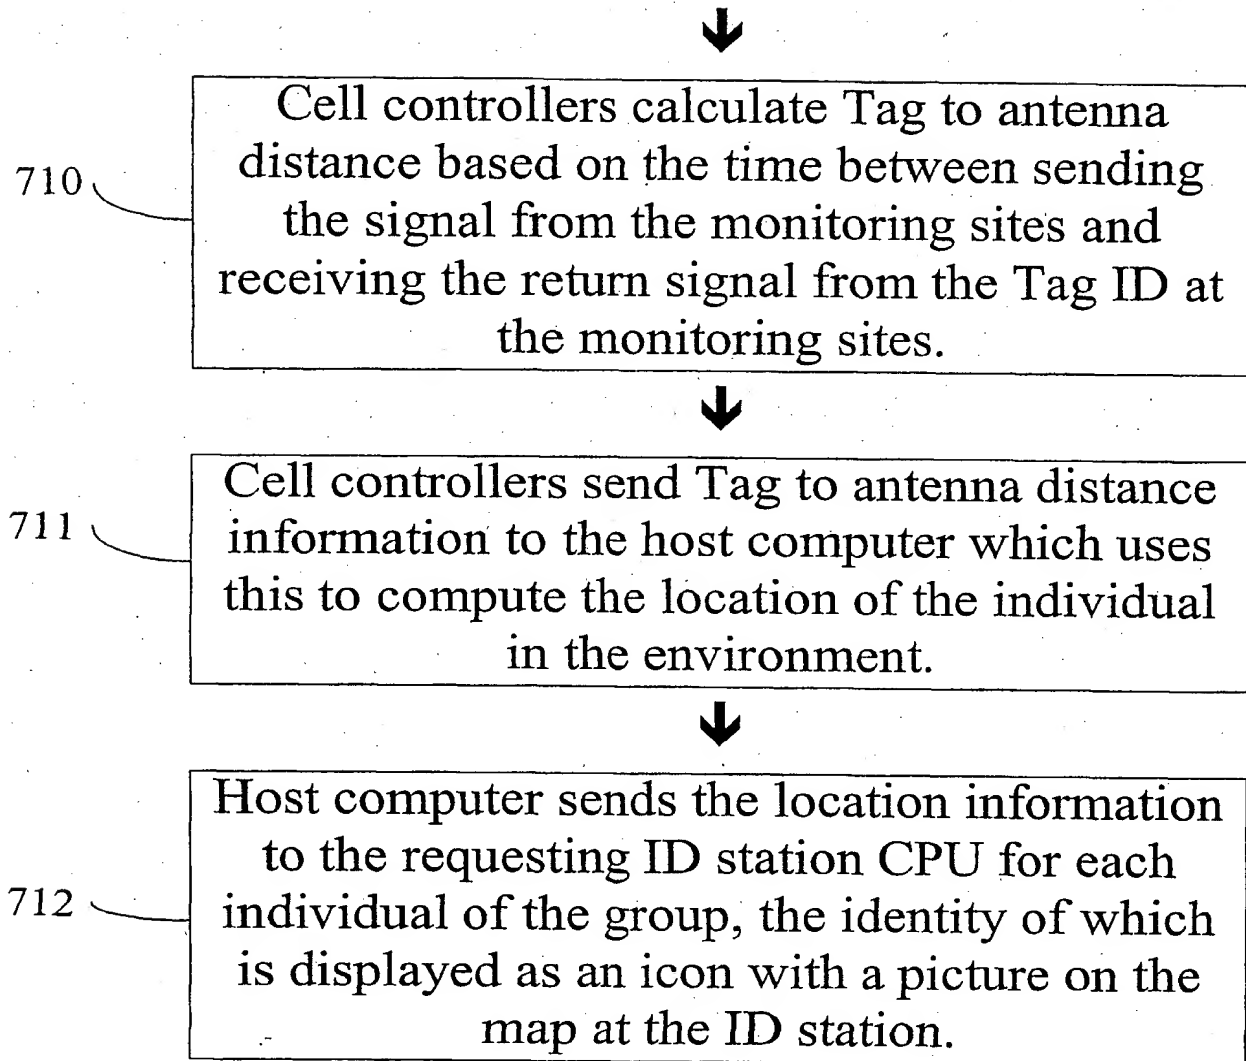 Cell controllers calculate Tag to antenna
distance based on the time between sending
710
the signal from the monitoring sites and
receiving the return signal from the Tag ID at
the monitoring sites.
Cell controllers send Tag to antenna distance
711
information to the host computer which uses
this to compute the location of the individual
in the environment.
Host computer sends the location information
to the requesting ID station CPU for each
712
individual of the group, the identity of which
is displayed as an icon with a picture on the
map at the ID station.